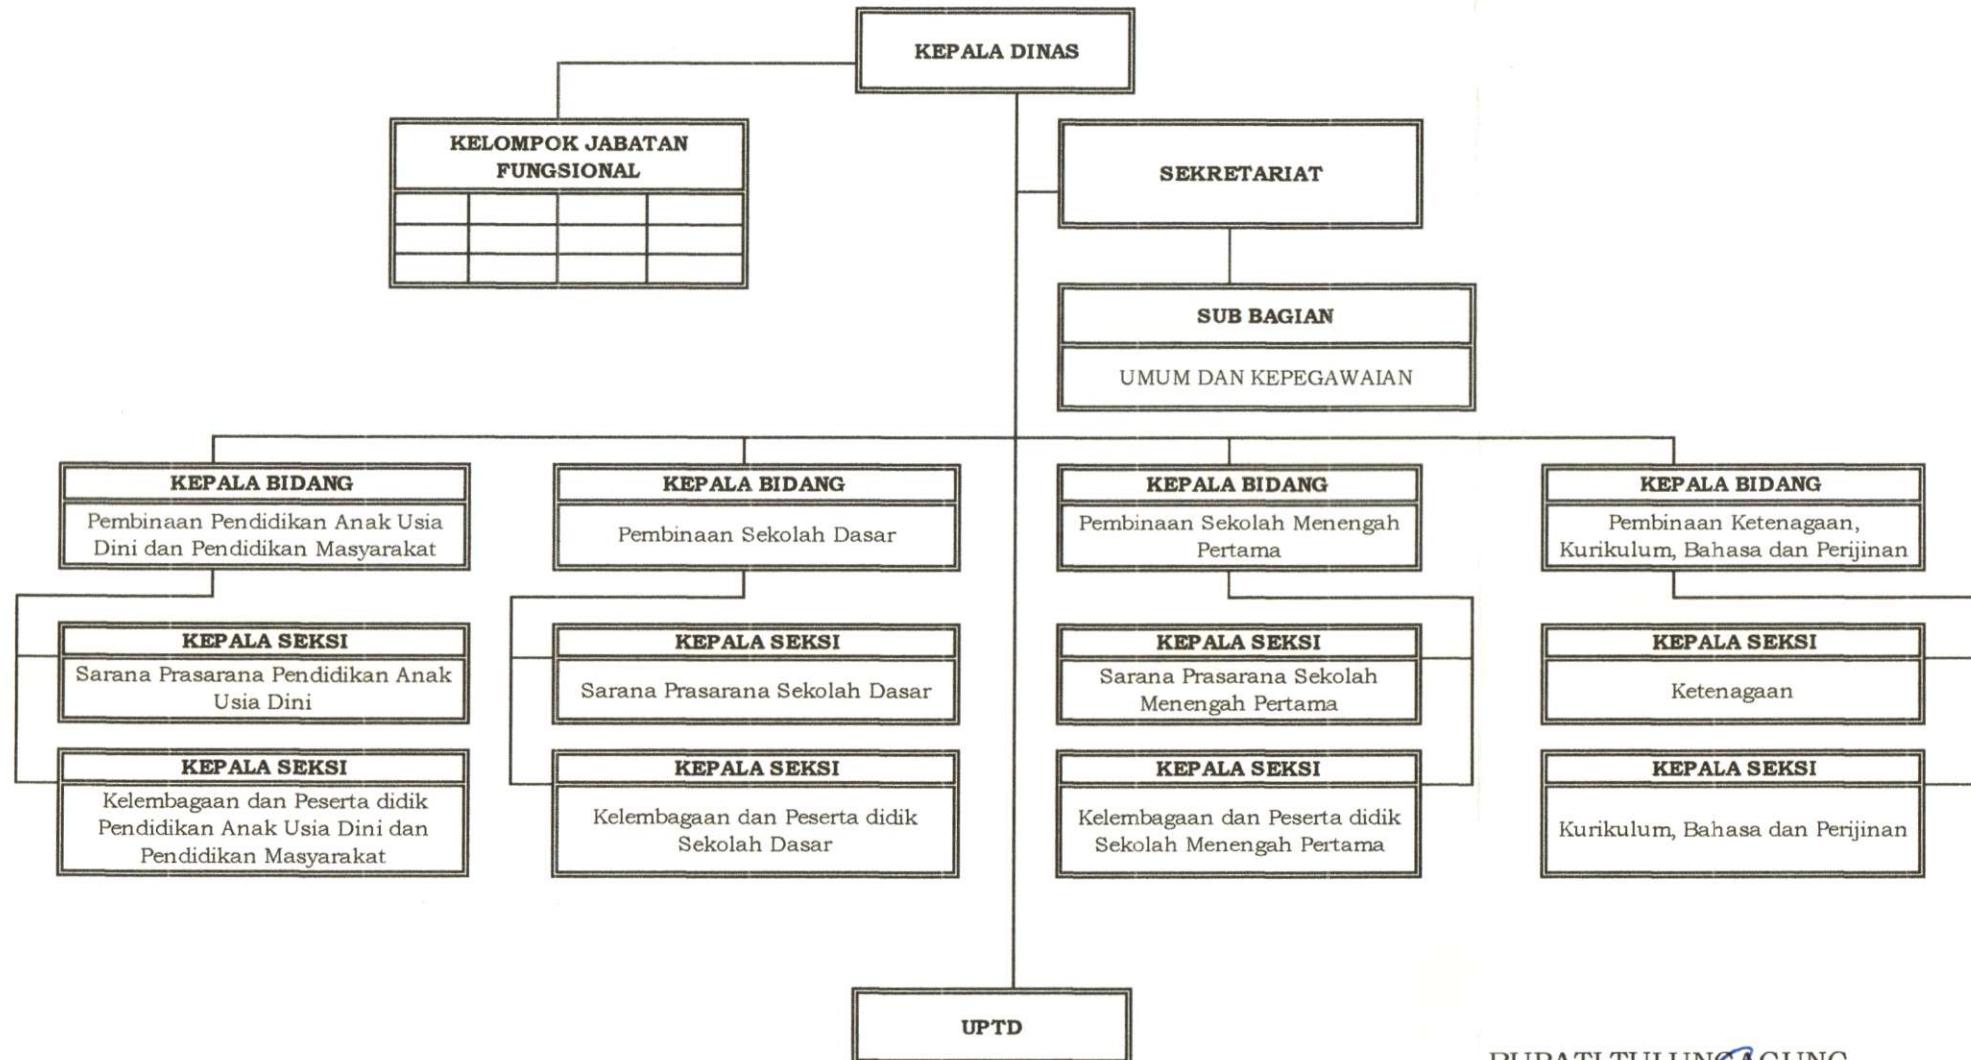 KEPALA DINAS
KELOMPOK JABATAN
FUNGSIONAL
SEKRETARIAT
SUB BAGIAN
UMUM DAN KEPEGAWAIAN
KEPALA BIDANG
Pembinaan Pendidikan Anak Usia
Dini dan Pendidikan Masyarakat
KEPALA BIDANG
Pembinaan Sekolah Dasar
KEPALA BIDANG
Pembinaan Sekolah Menengah
Pertama
KEPALA BIDANG
Pembinaan Ketenagaan,
Kurikulum, Bahasa dan Perijinan
KEPALA SEKSI
Sarana Prasarana Pendidikan Anak
Usia Dini
KEPALA SEKSI
Sarana Prasarana Sekolah Dasar
KEPALA SEKSI
Sarana Prasarana Sekolah
Menengah Pertama
KEPALA SEKSI
Ketenagaan
KEPALA SEKSI
Kelembagaan dan Peserta didik
Pendidikan Anak Usia Dini dan
Pendidikan Masyarakat
KEPALA SEKSI
Kelembagaan dan Peserta didik
Sekolah Dasar
KEPALA SEKSI
Kelembagaan dan Peserta didik
Sekolah Menengah Pertama
KEPALA SEKSI
Kurikulum, Bahasa dan Perijinan
UPTD
BUPATI TULUNGAGUNG